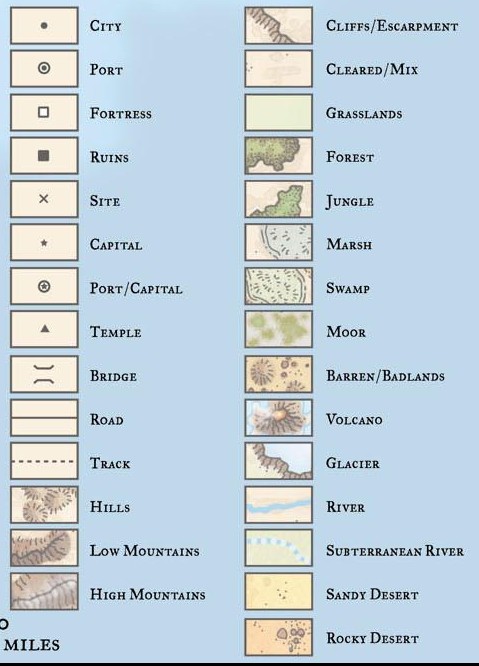 City
Port
Fortress
Ruins
Site
Capital
Port/Capital
Temple
Bridge
Road
Track
Hills
Low Mountains
High Mountains
MILES
Cliffs/Escarpment
Cleared/Mix
Grasslands
Forest
Jungle
Marsh
Swamp
Moor
Barren/Badlands
Volcano
Glacier
River
Subterranean River
Sandy Desert
Rocky Desert